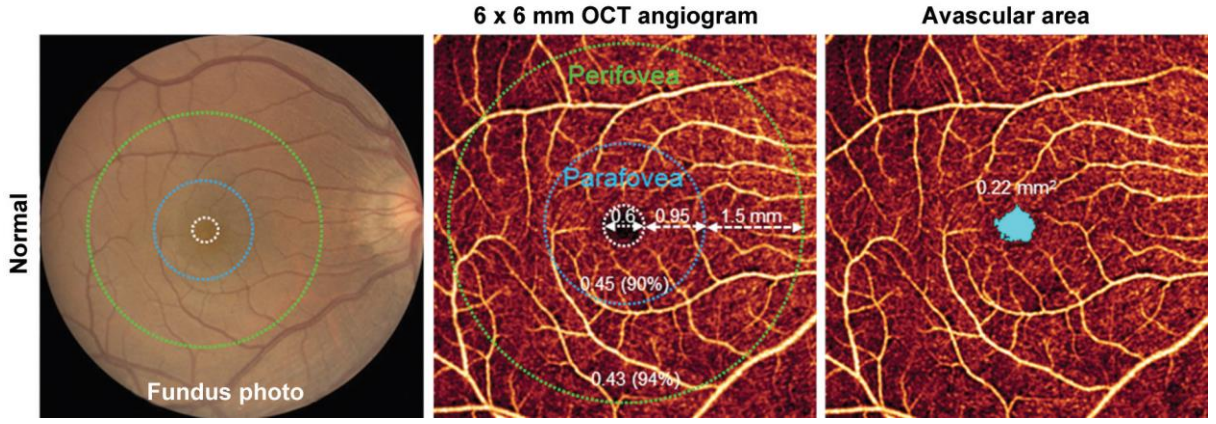 6 x 6 mm OCT angiogram
Avascular area
Normal
Perifovea
Parafovea
0.6
0.95
1.5 mm
0.45 (90%)
0.43 (94%)
0.22 mm²
Fundus photo